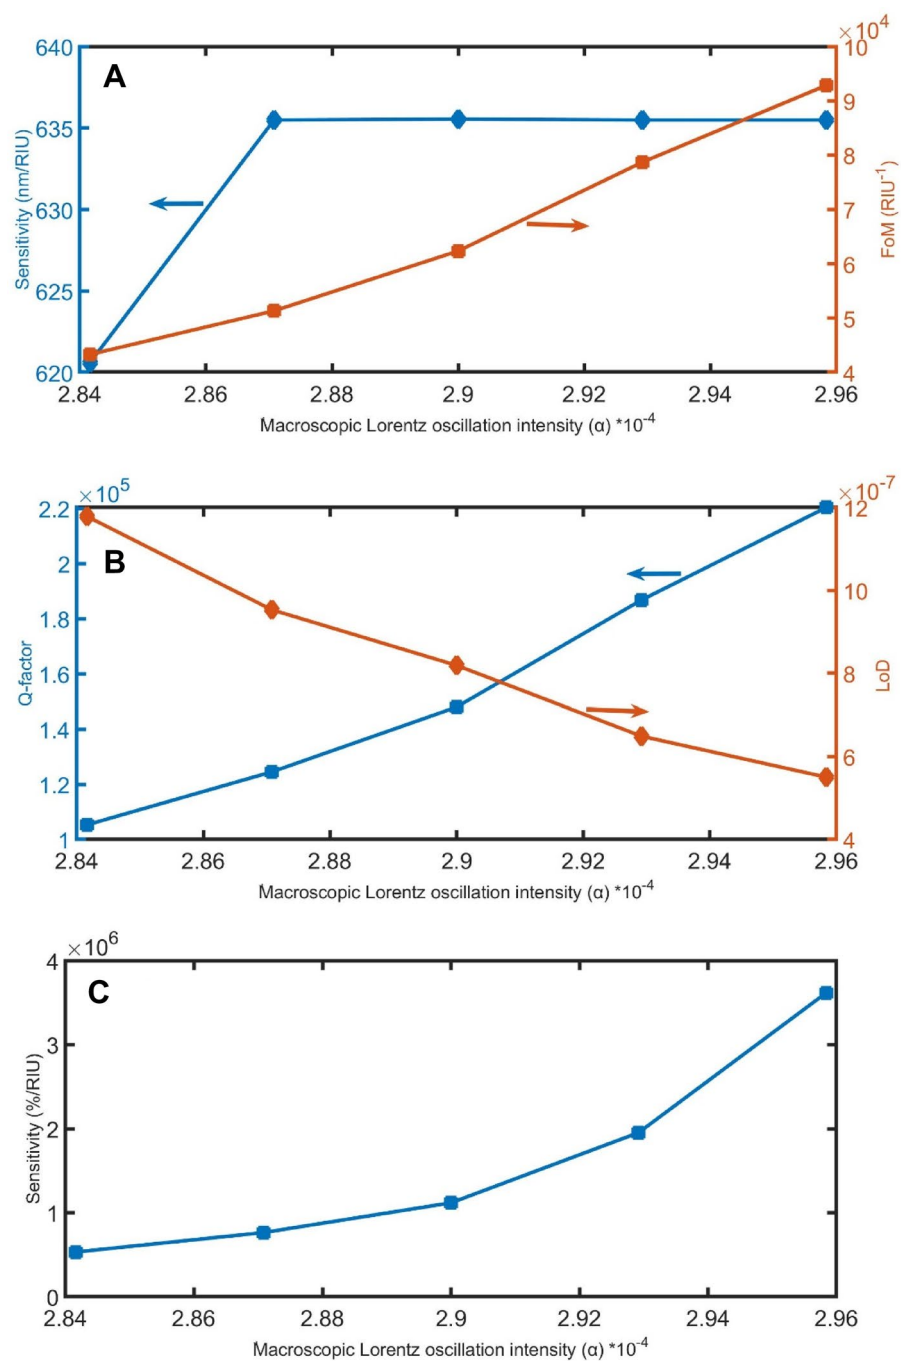 ×10⁴
640 10
A
9
635
8
Sensitivity (nm/RIU)
630 7
FoM (RIU⁻¹)
6
625
5
620 4
2.84 2.86 2.88 2.9 2.92 2.94 2.96
Macroscopic Lorentz oscillation intensity (α) *10⁻⁴
×10⁵ ×10⁻⁷
2.2 12
B
2
10
1.8
Q-factor
1.6 8
LoD
1.4
6
1.2
1 4
2.84 2.86 2.88 2.9 2.92 2.94 2.96
Macroscopic Lorentz oscillation intensity (α) *10⁻⁴
×10⁶
4
C
3
Sensitivity (%/RIU)
2
1
0
2.84 2.86 2.88 2.9 2.92 2.94 2.96
Macroscopic Lorentz oscillation intensity (α) *10⁻⁴